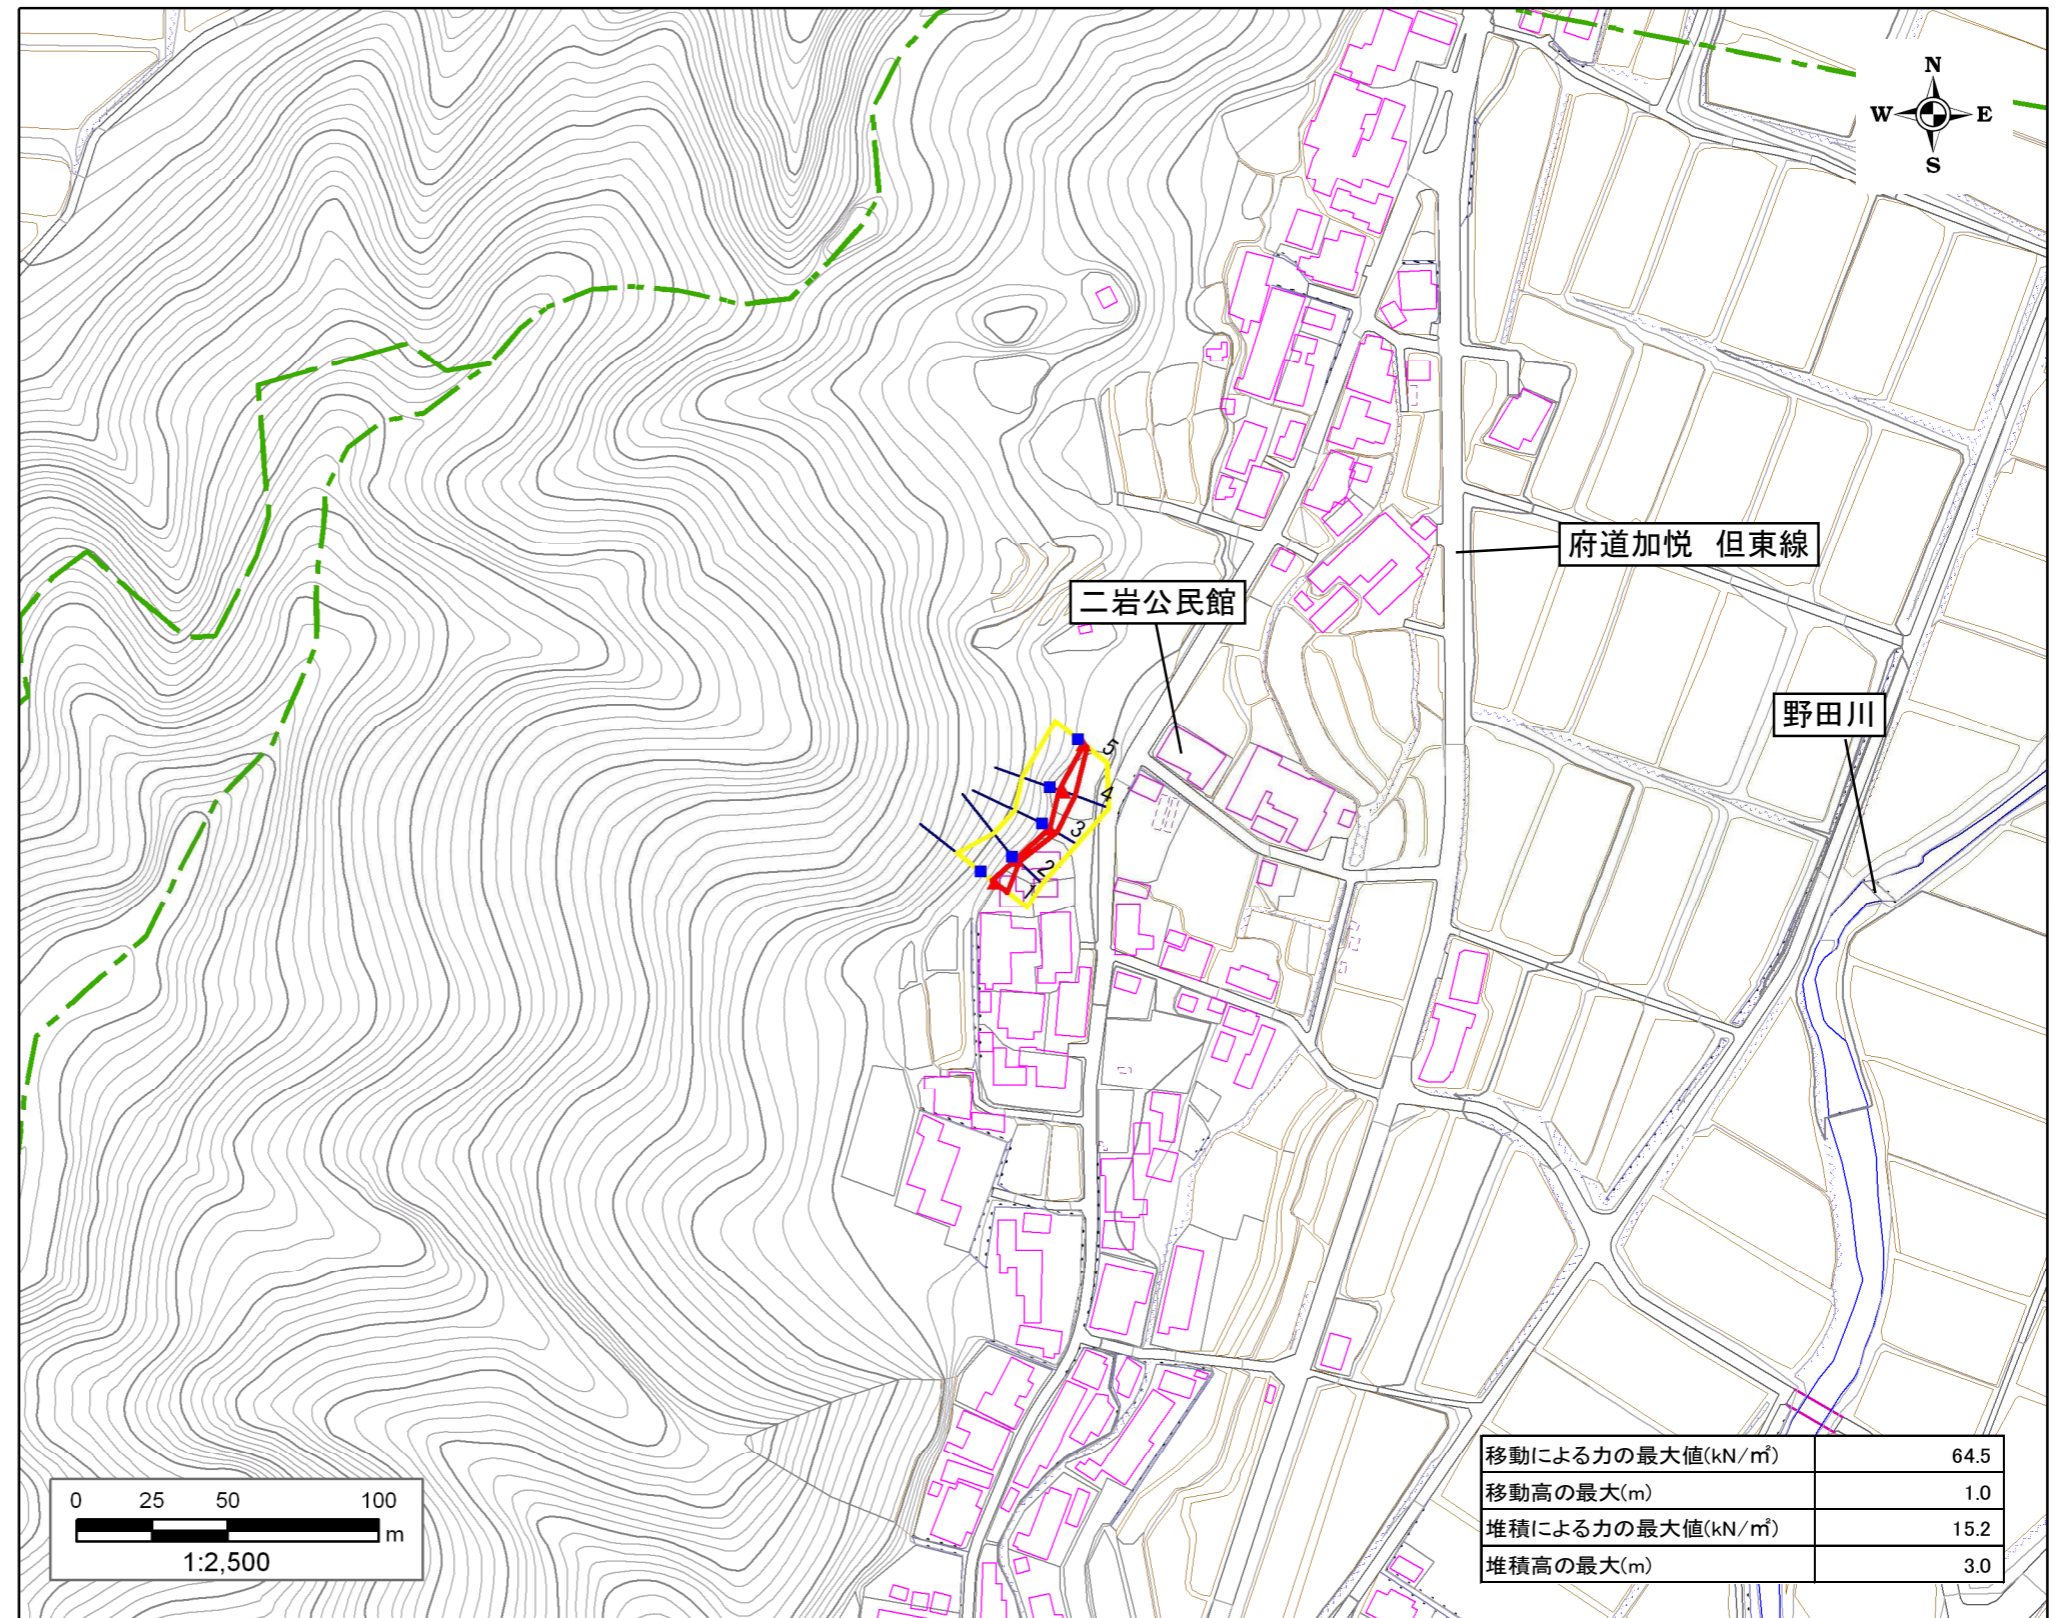 N
W E
S
府道加悦 但東線
二岩公民館
野田川
5
4
3
2
1
移動による力の最大値(kN/㎡) 64.5
移動高の最大(m) 1.0
堆積による力の最大値(kN/㎡) 15.2
堆積高の最大(m) 3.0
0 25 50 100
m
1:2,500